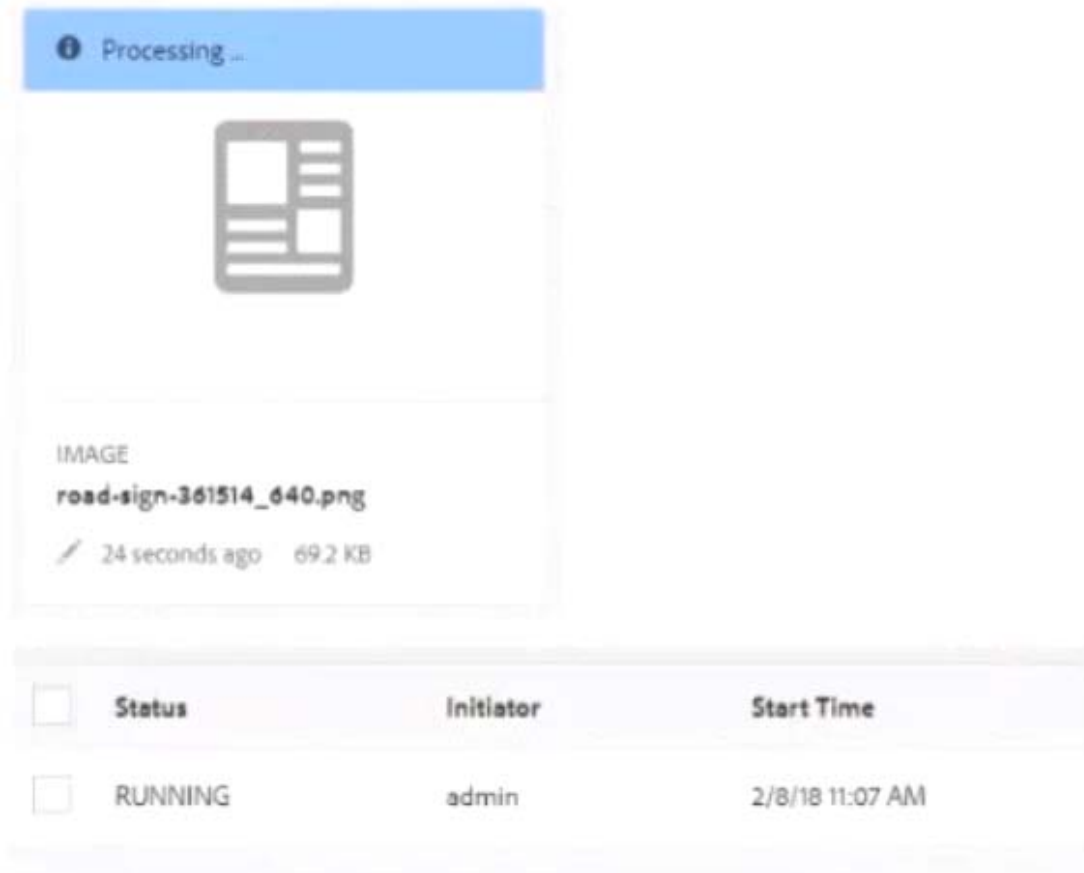 Processing ...
IMAGE
road-sign-361514_640.png
24 seconds ago 69.2 KB
Status Initiator Start Time
RUNNING admin 2/8/18 11:07 AM